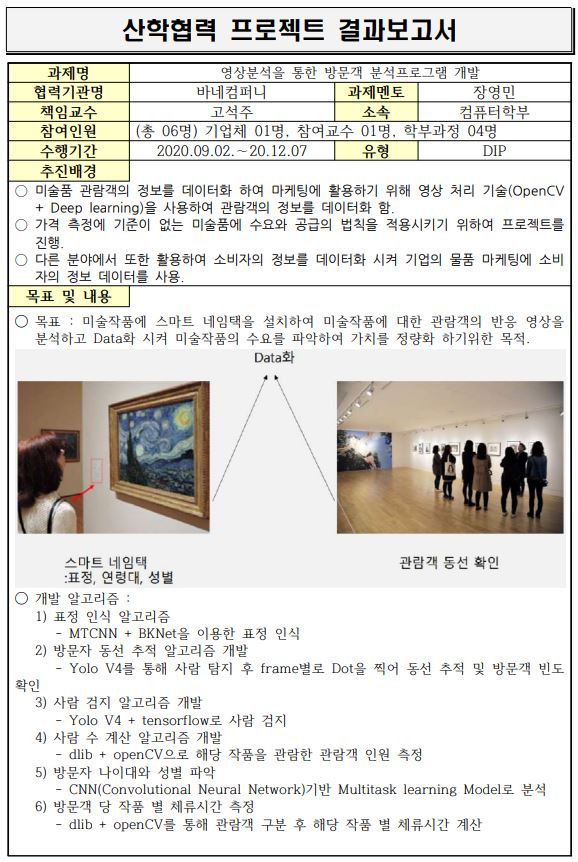 산학협력 프로젝트 결과보고서
과제명 영상분석을 통한 방문객 분석프로그램 개발
협력기관명 바네컴퍼니 과제멘토 장영민
책임교수 고석주 소속 컴퓨터학부
참여인원 (총 06명) 기업체 01명, 참여교수 01명, 학부과정 04명
수행기간 2020.09.02.~20.12.07 유형 DIP
추진배경
○ 미술품 관람객의 정보를 데이터화 하여 마케팅에 활용하기 위해 영상 처리 기술(OpenCV
+ Deep learning)을 사용하여 관람객의 정보를 데이터화 함.
○ 가격 측정에 기준이 없는 미술품에 수요와 공급의 법칙을 적용시키기 위하여 프로젝트를
진행.
○ 다른 분야에서 또한 활용하여 소비자의 정보를 데이터화 시켜 기업의 물품 마케팅에 소비
자의 정보 데이터를 사용.
목표 및 내용
○ 목표 : 미술작품에 스마트 네임택을 설치하여 미술작품에 대한 관람객의 반응 영상을
분석하고 Data화 시켜 미술작품의 수요를 파악하여 가치를 정량화 하기위한 목적.
Data화
스마트 네임택
:표정, 연령대, 성별
관람객 동선 확인
○ 개발 알고리즘 :
1) 표정 인식 알고리즘
- MTCNN + BKNet을 이용한 표정 인식
2) 방문자 동선 추적 알고리즘 개발
- Yolo V4를 통해 사람 탐지 후 frame별로 Dot을 찍어 동선 추적 및 방문객 빈도
확인
3) 사람 검지 알고리즘 개발
- Yolo V4 + tensorflow로 사람 검지
4) 사람 수 계산 알고리즘 개발
- dlib + openCV으로 해당 작품을 관람한 관람객 인원 측정
5) 방문자 나이대와 성별 파악
- CNN(Convolutional Neural Network)기반 Multitask learning Model로 분석
6) 방문객 당 작품 별 체류시간 측정
- dlib + openCV를 통해 관람객 구분 후 해당 작품 별 체류시간 계산